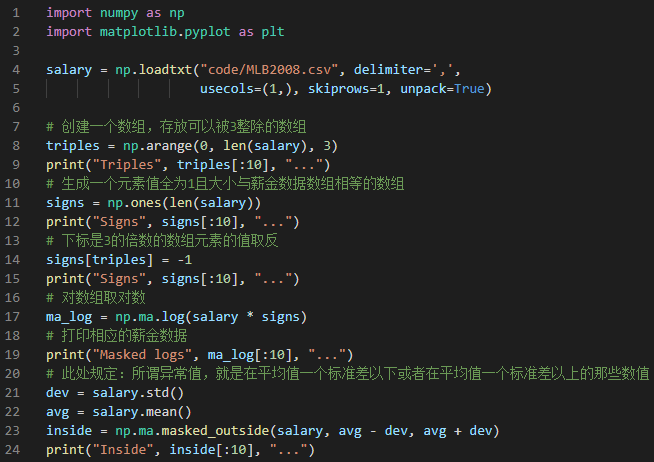 1 import numpy as np
2 import matplotlib.pyplot as plt
3
4 salary = np.loadtxt("code/MLB2008.csv", delimiter=',',
5                     usecols=(1,), skiprows=1, unpack=True)
6
7 # 创建一个数组，存放可以被3整除的数组
8 triples = np.arange(0, len(salary), 3)
9 print("Triples", triples[:10], "...")
10 # 生成一个元素值全为1且大小与薪金数据数组相等的数组
11 signs = np.ones(len(salary))
12 print("Signs", signs[:10], "...")
13 # 下标是3的倍数的数组元素的值取反
14 signs[triples] = -1
15 print("Signs", signs[:10], "...")
16 # 对数组取对数
17 ma_log = np.ma.log(salary * signs)
18 # 打印相应的薪金数据
19 print("Masked logs", ma_log[:10], "...")
20 # 此处规定：所谓异常值，就是在平均值一个标准差以下或者在平均值一个标准差以上的那些数值
21 dev = salary.std()
22 avg = salary.mean()
23 inside = np.ma.masked_outside(salary, avg - dev, avg + dev)
24 print("Inside", inside[:10], "...")